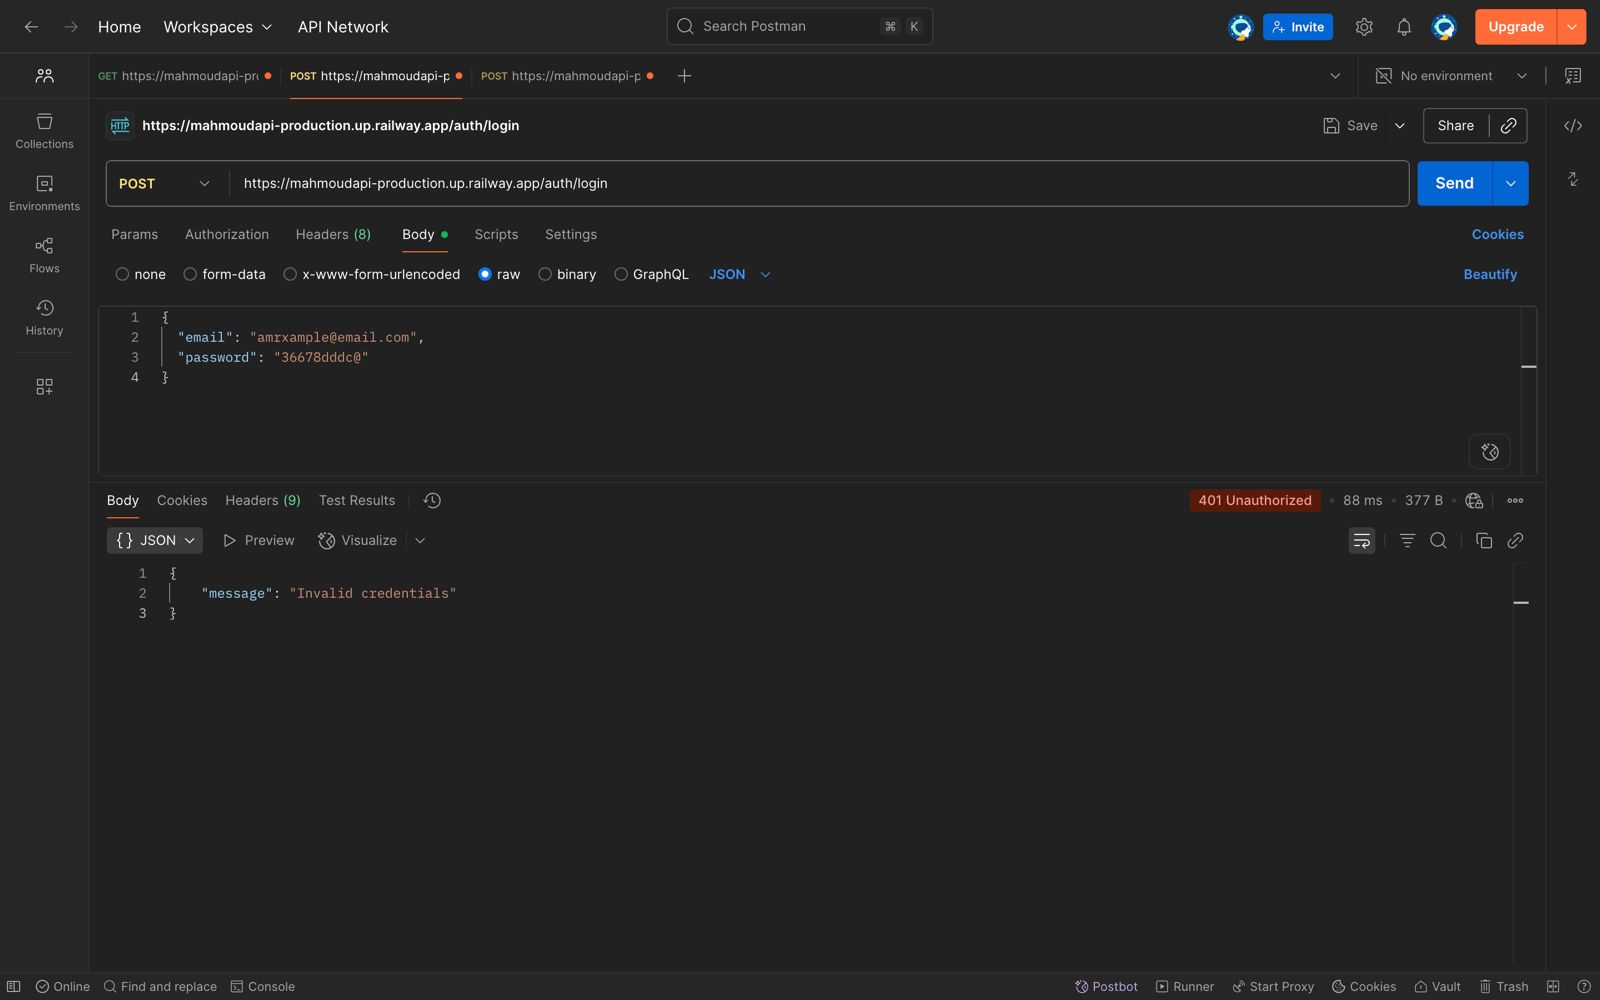 Home Workspaces API Network Search Postman ⌘ K Invite Upgrade
GET https://mahmoudapi-pr POST https://mahmoudapi-p POST https://mahmoudapi-p No environment
HTTP https://mahmoudapi-production.up.railway.app/auth/login Save Share
POST https://mahmoudapi-production.up.railway.app/auth/login Send
Params Authorization Headers (8) Body Scripts Settings Cookies
none form-data x-www-form-urlencoded raw binary GraphQL JSON Beautify
Collections
Environments
Flows
History
1 {
2 "email": "amrxample@email.com",
3 "password": "36678dddc@"
4 }
Body Cookies Headers (9) Test Results 401 Unauthorized • 88 ms • 377 B •
{} JSON Preview Visualize
1 {
2 "message": "Invalid credentials"
3 }
Online Find and replace Console Postbot Runner Start Proxy Cookies Vault Trash